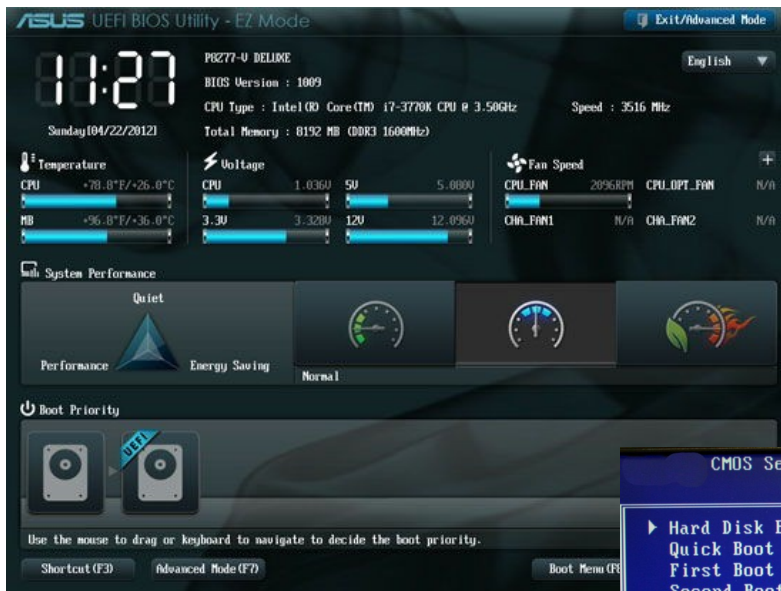 ASUS UEFI BIOS Utility - EZ Mode
Exit/Advanced Mode
11:27
Sunday[04/22/2012]
P8Z77-V DELUXE
BIOS Version : 1009
CPU Type : Intel(R) Core(TM) i7-3770K CPU @ 3.50GHz Speed : 3516 MHz
Total Memory : 8192 MB (DDR3 1600MHz)
English
Temperature
CPU +78.8°F/+26.0°C
MB +96.8°F/+36.0°C
Voltage
CPU 1.036V 5V 5.080V
3.3V 3.328V 12V 12.096V
Fan Speed
CPU_FAN 2096RPM CPU_OPT_FAN N/A
CHA_FAN1 N/A CHA_FAN2 N/A
System Performance
Quiet
Performance Energy Saving
Normal
Boot Priority
UEFI
Use the mouse to drag or keyboard to navigate to decide the boot priority.
Shortcut(F3) Advanced Mode(F7)
Boot Menu
CMOS
Hard Disk
Quick Boot
First Boot
Second Boot